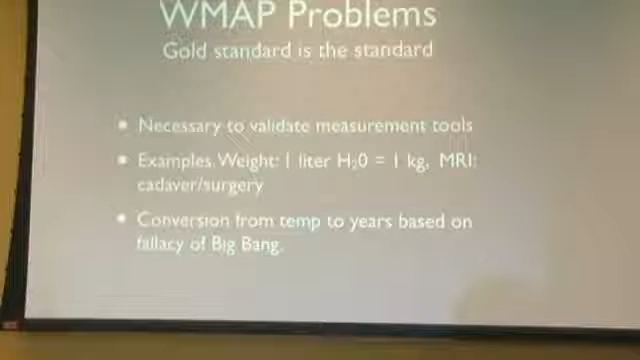 WMAP Problems
Gold standard is the standard
• Necessary to validate measurement tools
• Examples. Weight: 1 liter H₂0 = 1 kg. MRI:
cadaver/surgery
• Conversion from temp to years based on
fallacy of Big Bang.